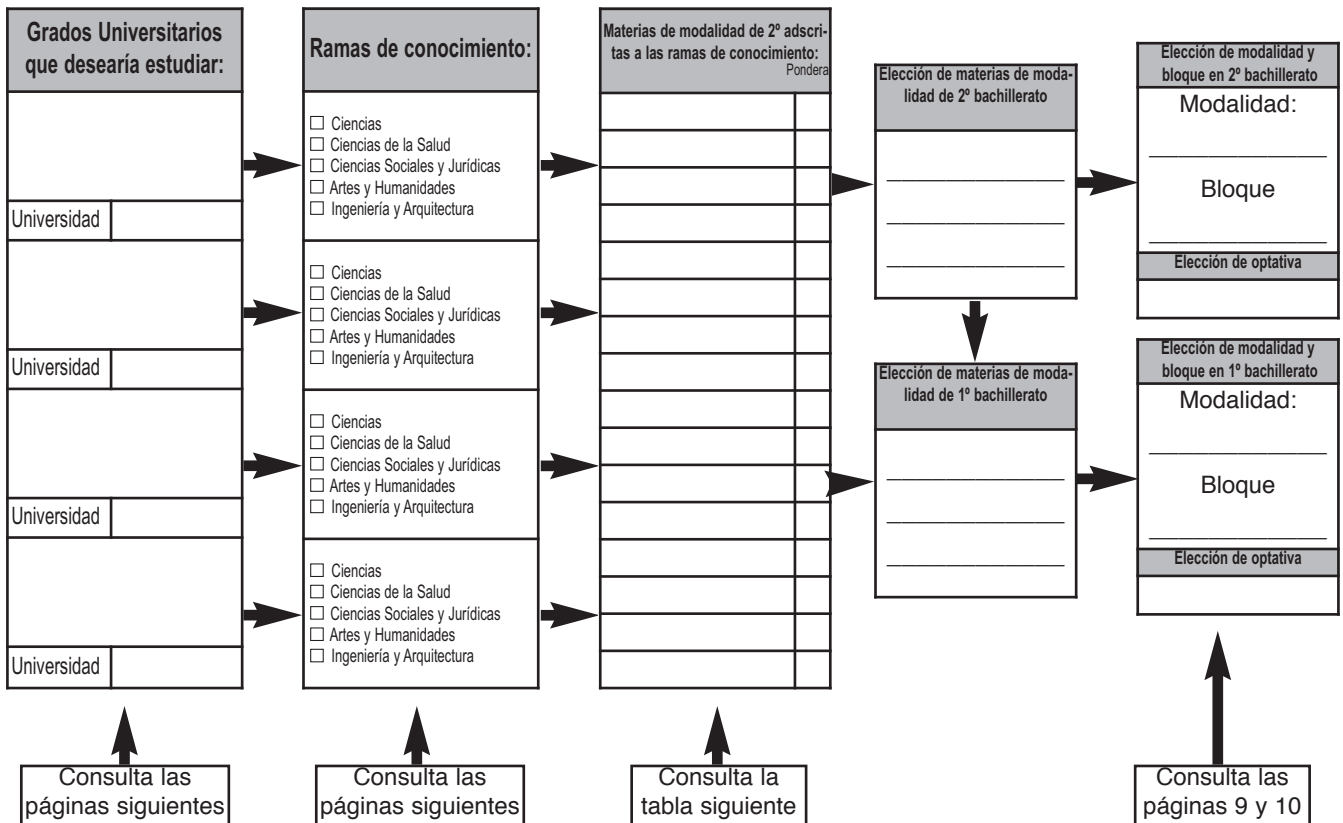 Grados Universitarios
que desearía estudiar:
Universidad
Universidad
Universidad
Universidad
Consulta las
páginas siguientes
Ramas de conocimiento:
☐ Ciencias
☐ Ciencias de la Salud
☐ Ciencias Sociales y Jurídicas
☐ Artes y Humanidades
☐ Ingeniería y Arquitectura
☐ Ciencias
☐ Ciencias de la Salud
☐ Ciencias Sociales y Jurídicas
☐ Artes y Humanidades
☐ Ingeniería y Arquitectura
☐ Ciencias
☐ Ciencias de la Salud
☐ Ciencias Sociales y Jurídicas
☐ Artes y Humanidades
☐ Ingeniería y Arquitectura
☐ Ciencias
☐ Ciencias de la Salud
☐ Ciencias Sociales y Jurídicas
☐ Artes y Humanidades
☐ Ingeniería y Arquitectura
Consulta las
páginas siguientes
Materias de modalidad de 2º adscri-
tas a las ramas de conocimiento:
Pondera
Consulta la
tabla siguiente
Elección de materias de moda-
lidad de 2º bachillerato
Elección de materias de moda-
lidad de 1º bachillerato
Elección de modalidad y
bloque en 2º bachillerato
Modalidad:
Bloque
Elección de optativa
Elección de modalidad y
bloque en 1º bachillerato
Modalidad:
Bloque
Elección de optativa
Consulta las
páginas 9 y 10